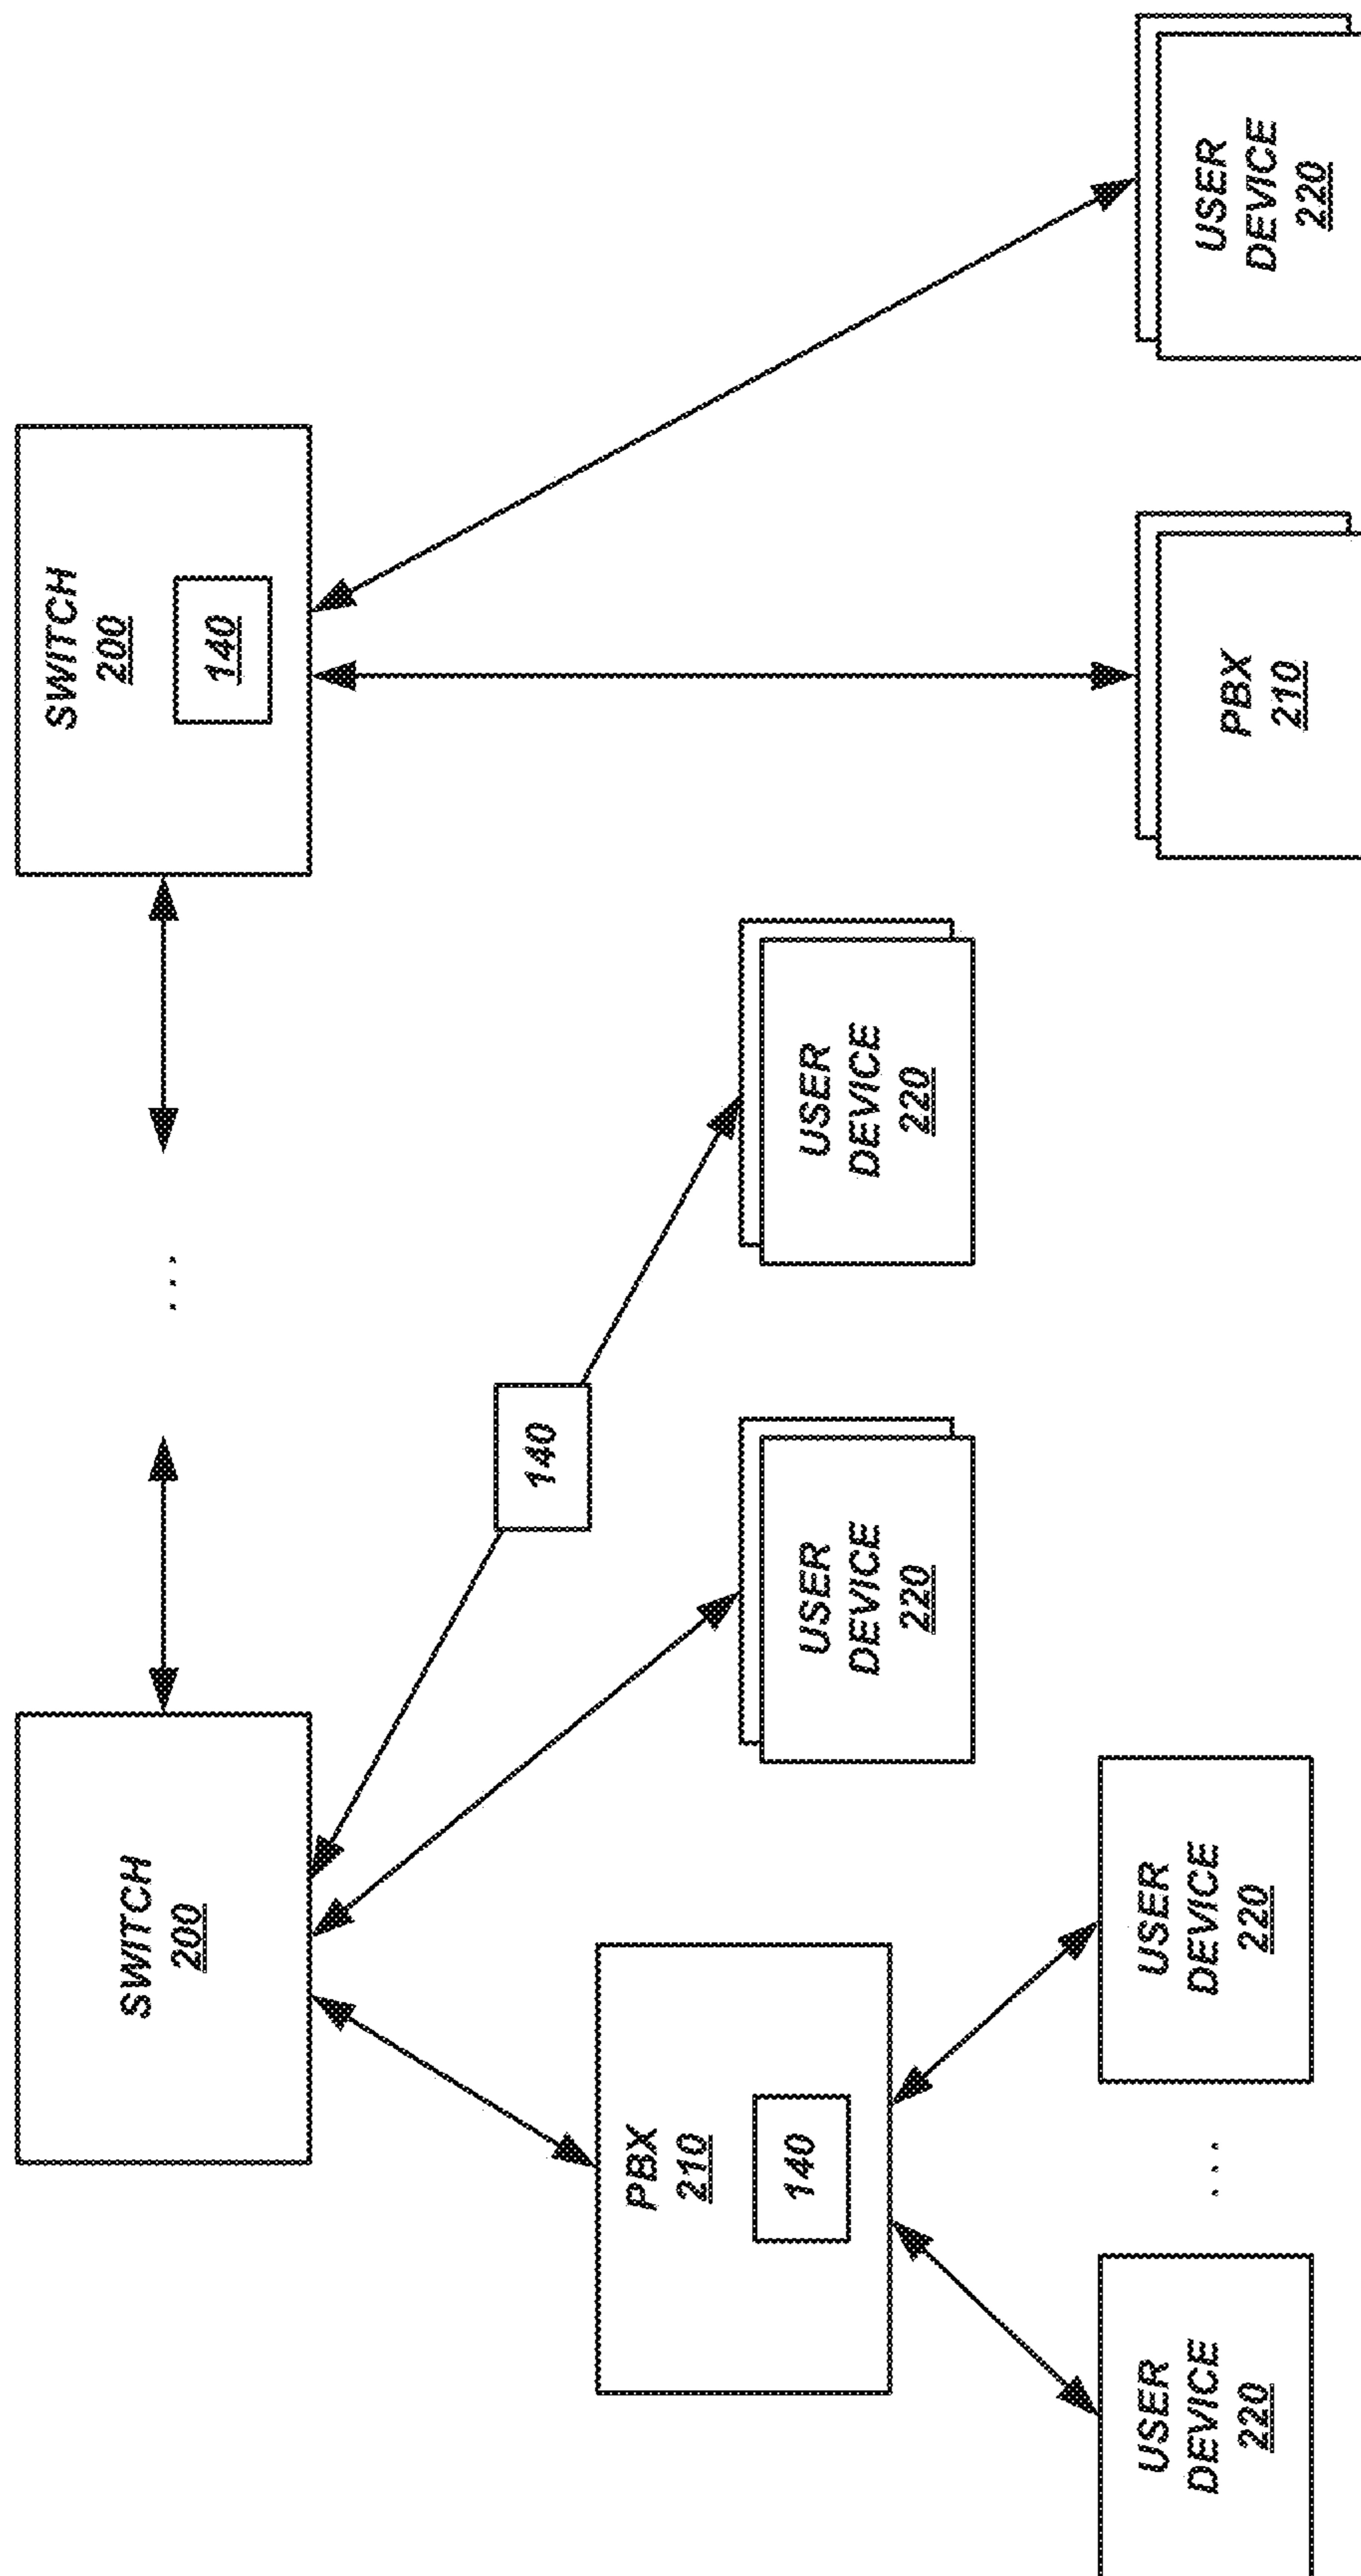 SWITCH
200
. . .
SWITCH
200
140
140
PBX
210
140
USER
DEVICE
220
USER
DEVICE
220
USER
DEVICE
220
. . .
USER
DEVICE
220
PBX
210
USER
DEVICE
220